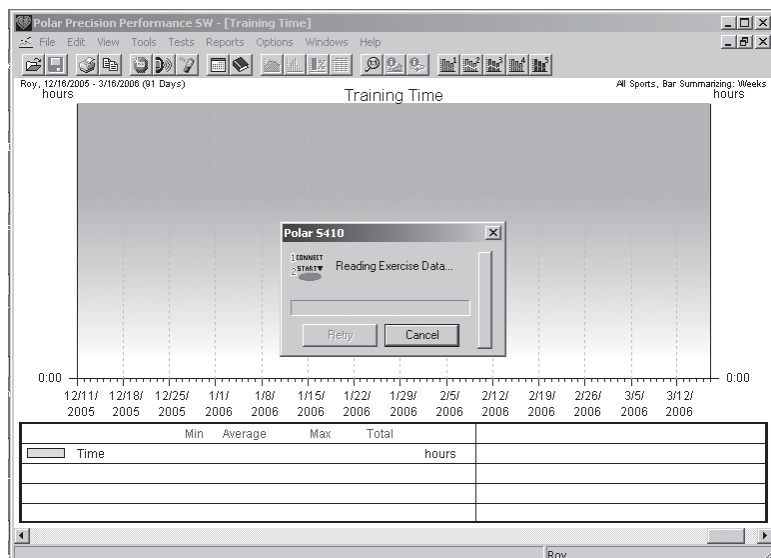 Polar Precision Performance SW - [Training Time]
File Edit View Tools Tests Reports Options Windows Help
Roy, 12/16/2005 - 3/16/2006 (91 Days)
All Sports, Bar Summarizing: Weeks
hours
Training Time
hours
Polar S410
1 CONNECT
2 START▼
Reading Exercise Data...
Retry
Cancel
0:00
0:00
12/11/ 12/18/ 12/25/ 1/1/ 1/8/ 1/15/ 1/22/ 1/29/ 2/5/ 2/12/ 2/19/ 2/26/ 3/5/ 3/12/
2005 2005 2005 2006 2006 2006 2006 2006 2006 2006 2006 2006 2006 2006
Min Average Max Total
Time hours
Roy